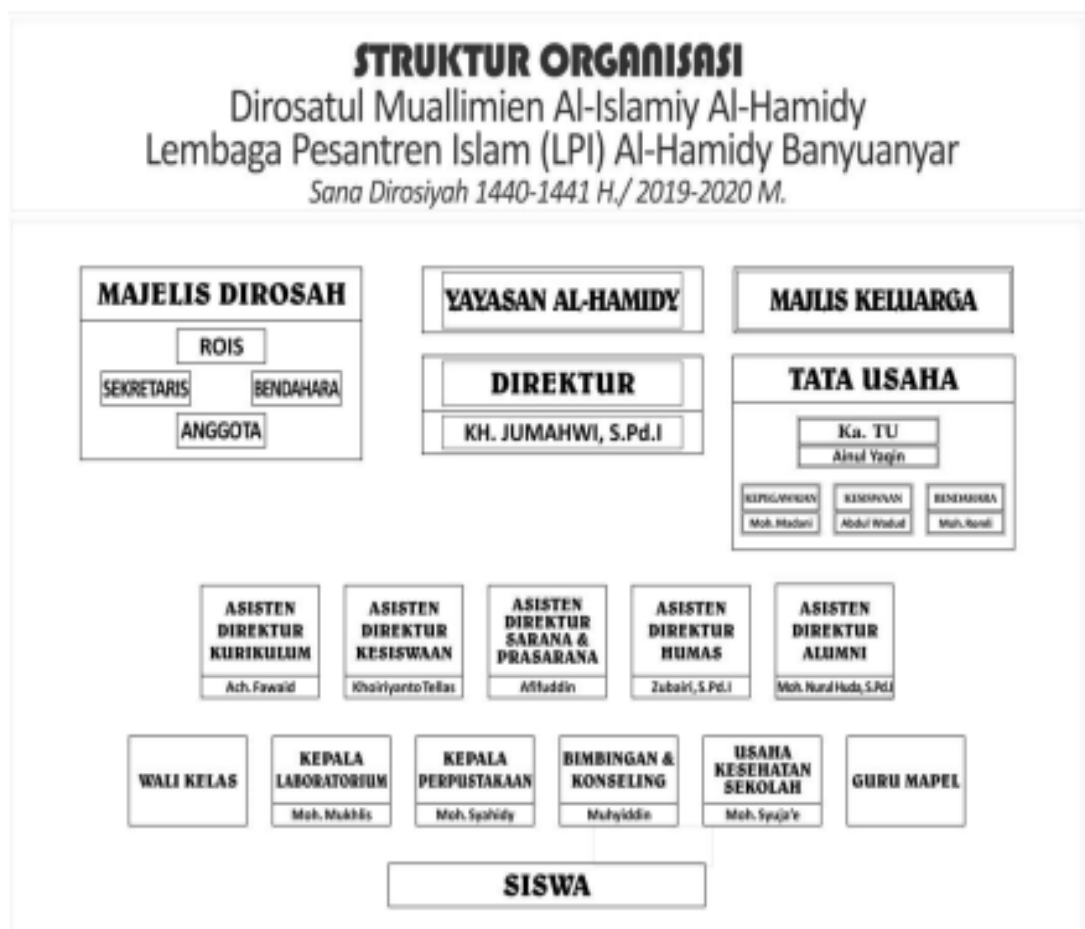 STRUKTUR ORGANISASI
Dirosatul Muallimien Al-Islamiy Al-Hamidy
Lembaga Pesantren Islam (LPI) Al-Hamidy Banyuanyar
Sana Dirosiyah 1440-1441 H./ 2019-2020 M.
MAJELIS DIROSAH
ROIS
SEKRETARIS
BENDAHARA
ANGGOTA
YAYASAN AL-HAMIDY
DIREKTUR
KH. JUMAHWI, S.Pd.I
MAJLIS KELUARGA
TATA USAHA
Ka. TU
Ainul Yaqin
KEPEGAWAIAN
Moh. Madani
KESISWAAN
Abdul Wadud
BENDAHARA
Moh. Romli
ASISTEN
DIREKTUR
KURIKULUM
Ach. Fawaid
ASISTEN
DIREKTUR
KESISWAAN
Khoiriyanto Tellas
ASISTEN
DIREKTUR
SARANA &
PRASARANA
Afifuddin
ASISTEN
DIREKTUR
HUMAS
Zubairi, S.Pd.I
ASISTEN
DIREKTUR
ALUMNI
Moh. Nurul Huda, S.Pd.I
WALI KELAS
KEPALA
LABORATORIUM
Moh. Mukhlis
KEPALA
PERPUSTAKAAN
Moh. Syahidy
BIMBINGAN &
KONSELING
Muhyiddin
USAHA
KESEHATAN
SEKOLAH
Moh. Syuja'e
GURU MAPEL
SISWA